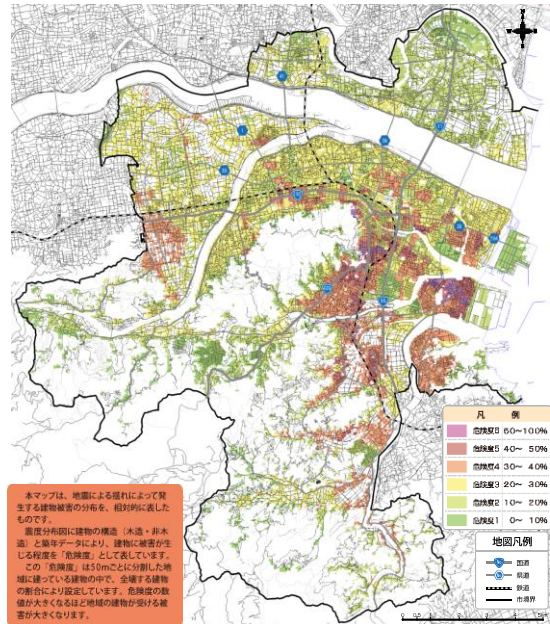 凡 例
危険度6 60～100%
危険度5 40～ 50%
危険度4 30～ 40%
危険度3 20～ 30%
危険度2 10～ 20%
危険度1 0～ 10%
地図凡例
国道
県道
鉄道
市境界
本マップは、地震による揺れによって発
生する建物被害の分布を、相対的に表した
ものです。
震度分布図に建物の構造（木造・非木
造）と築年データにより、建物に被害が生
じる程度を「危険度」として表しています。
この「危険度」は50mごとに分割した地
域に建っている建物の中で、全壊する建物
の割合により設定しています。危険度の数
値が大きくなるほど地域の建物が受ける被
害が大きくなります。